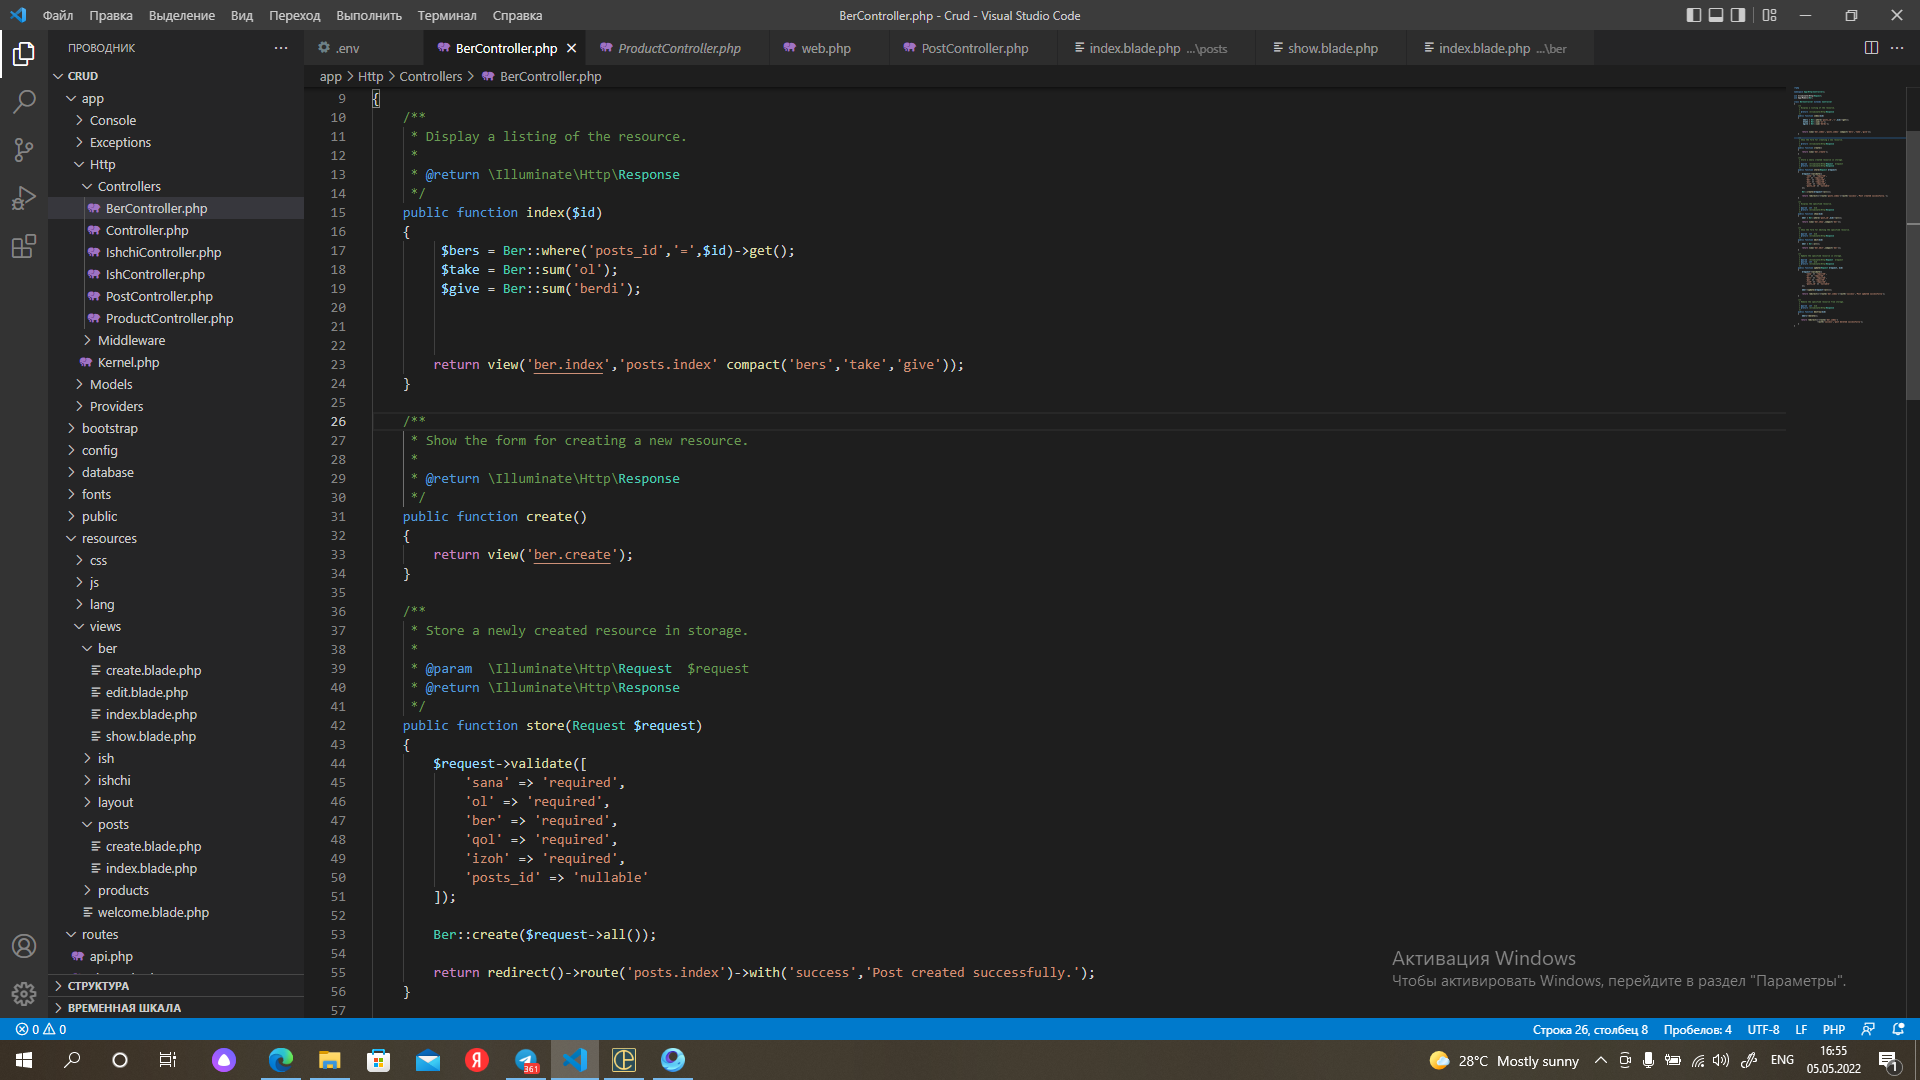 Файл Правка Выделение Вид Переход Выполнить Терминал Справка
BerController.php - Crud - Visual Studio Code
ПРОВОДНИК
.env
BerController.php
ProductController.php
web.php
PostController.php
index.blade.php ...\posts
show.blade.php
index.blade.php ...\ber
app > Http > Controllers > BerController.php
CRUD
app
Console
Exceptions
Http
Controllers
BerController.php
Controller.php
IshchiController.php
IshController.php
PostController.php
ProductController.php
Middleware
Kernel.php
Models
Providers
bootstrap
config
database
fonts
public
resources
css
js
lang
views
ber
create.blade.php
edit.blade.php
index.blade.php
show.blade.php
ish
ishchi
layout
posts
create.blade.php
index.blade.php
products
welcome.blade.php
routes
api.php
СТРУКТУРА
ВРЕМЕННАЯ ШКАЛА
9 {
10 /**
11 * Display a listing of the resource.
12 *
13 * @return \Illuminate\Http\Response
14 */
15 public function index($id)
16 {
17 $bers = Ber::where('posts_id','=',$id)->get();
18 $take = Ber::sum('ol');
19 $give = Ber::sum('berdi');
20
21
22
23 return view('ber.index','posts.index' compact('bers','take','give'));
24 }
25
26 /**
27 * Show the form for creating a new resource.
28 *
29 * @return \Illuminate\Http\Response
30 */
31 public function create()
32 {
33 return view('ber.create');
34 }
35
36 /**
37 * Store a newly created resource in storage.
38 *
39 * @param  \Illuminate\Http\Request  $request
40 * @return \Illuminate\Http\Response
41 */
42 public function store(Request $request)
43 {
44 $request->validate([
45 'sana' => 'required',
46 'ol' => 'required',
47 'ber' => 'required',
48 'qol' => 'required',
49 'izoh' => 'required',
50 'posts_id' => 'nullable'
51 ]);
52
53 Ber::create($request->all());
54
55 return redirect()->route('posts.index')->with('success','Post created successfully.');
56 }
57
Активация Windows
Чтобы активировать Windows, перейдите в раздел "Параметры".
0 0
Строка 26, столбец 8 Пробелов: 4 UTF-8 LF PHP
361
28°C Mostly sunny
ENG
16:55
05.05.2022
1